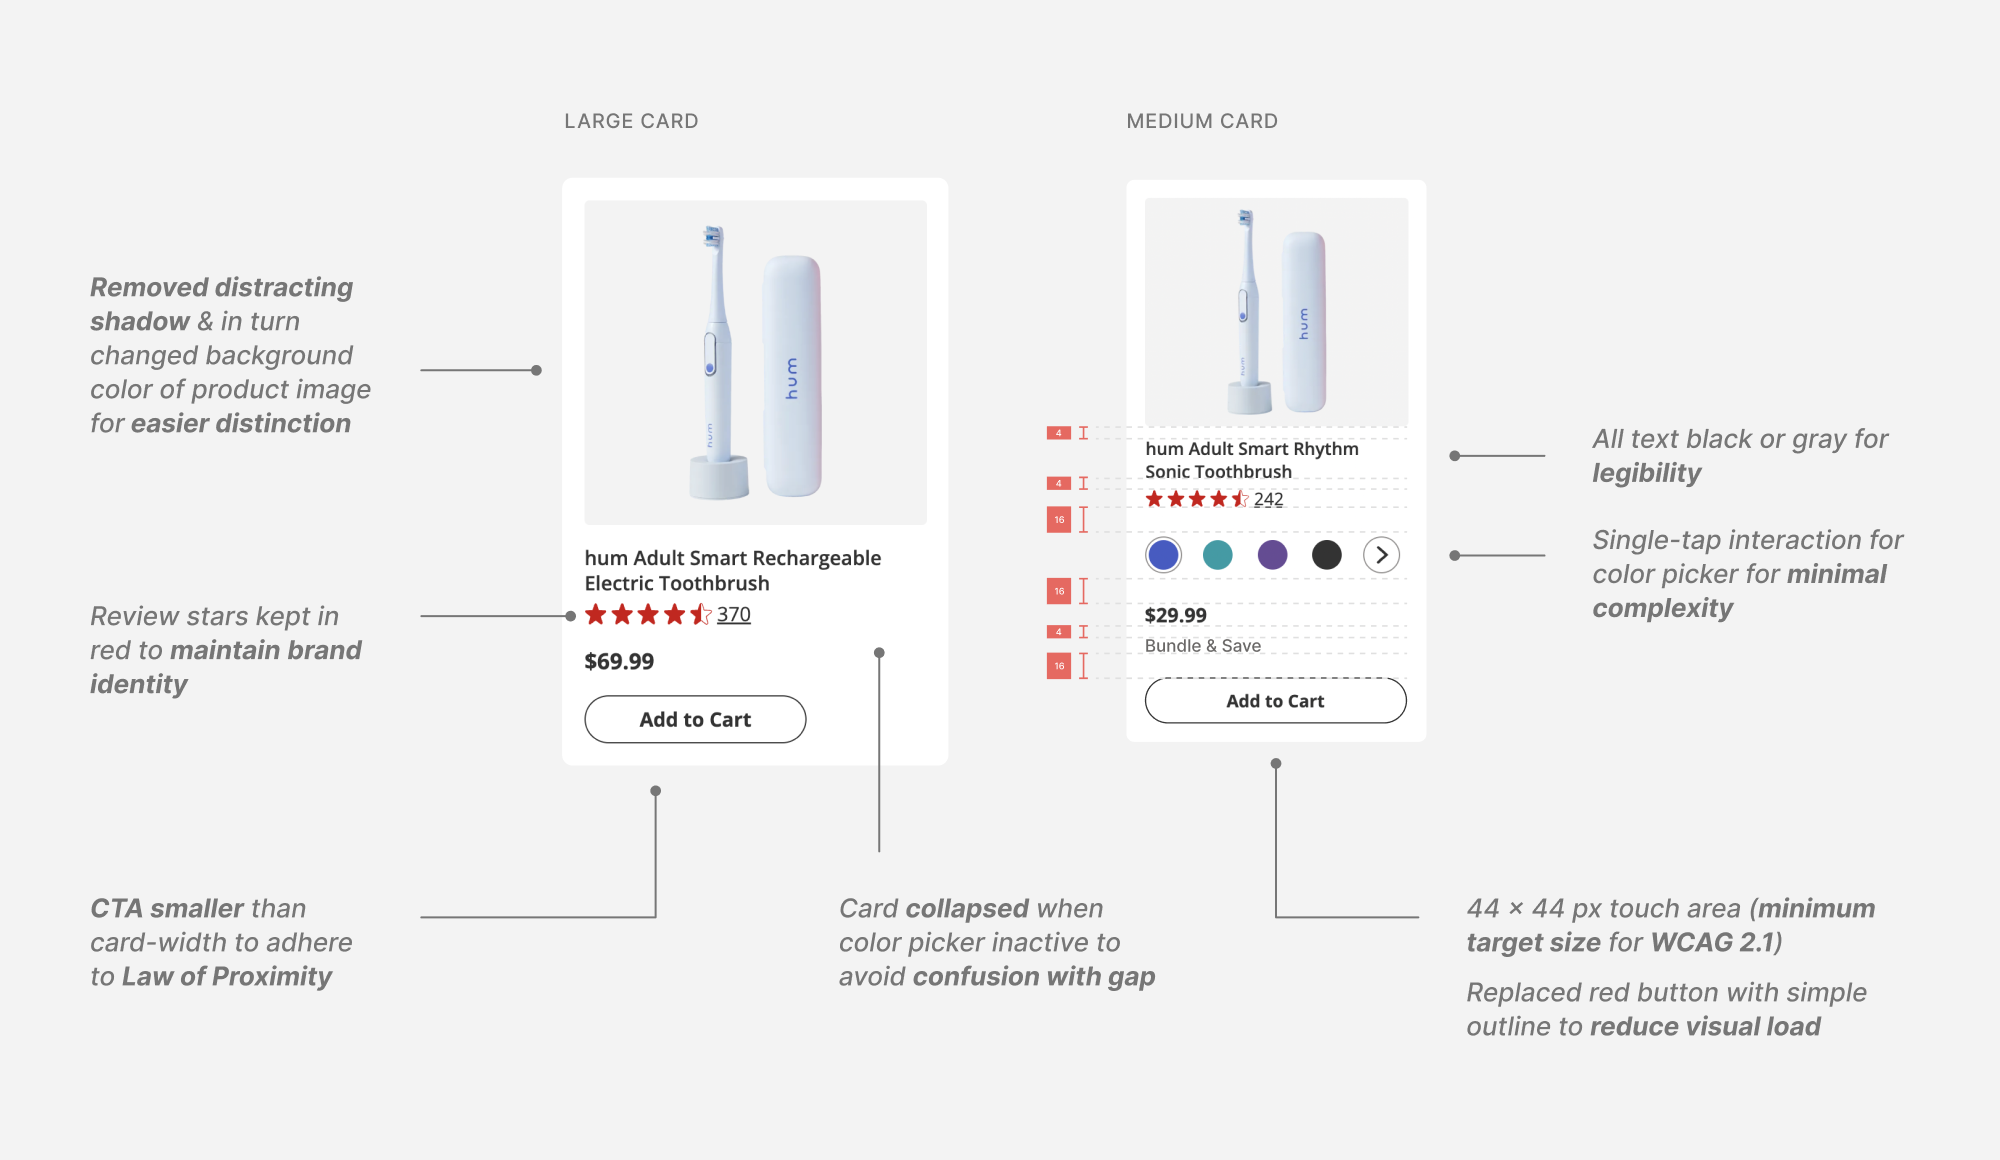 LARGE CARD
MEDIUM CARD
Removed distracting
shadow & in turn
changed background
color of product image
for easier distinction
Review stars kept in
red to maintain brand
identity
CTA smaller than
card-width to adhere
to Law of Proximity
hum
hum
hum Adult Smart Rechargeable
Electric Toothbrush
370
$69.99
Add to Cart
Card collapsed when
color picker inactive to
avoid confusion with gap
4
4
16
16
4
16
hum
hum
hum Adult Smart Rhythm
Sonic Toothbrush
242
$29.99
Bundle & Save
Add to Cart
All text black or gray for
legibility
Single-tap interaction for
color picker for minimal
complexity
44 × 44 px touch area (minimum
target size for WCAG 2.1)
Replaced red button with simple
outline to reduce visual load